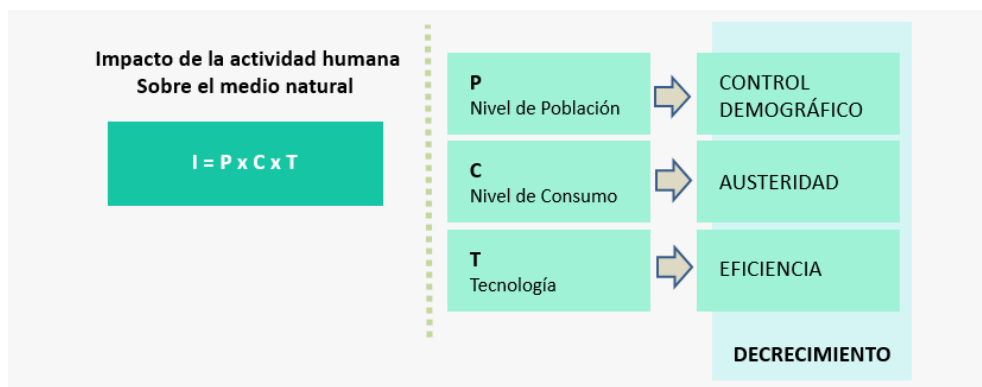 Impacto de la actividad humana
Sobre el medio natural
I = P x C x T
P
Nivel de Población
CONTROL
DEMOGRÁFICO
C
Nivel de Consumo
AUSTERIDAD
T
Tecnología
EFICIENCIA
DECRECIMIENTO